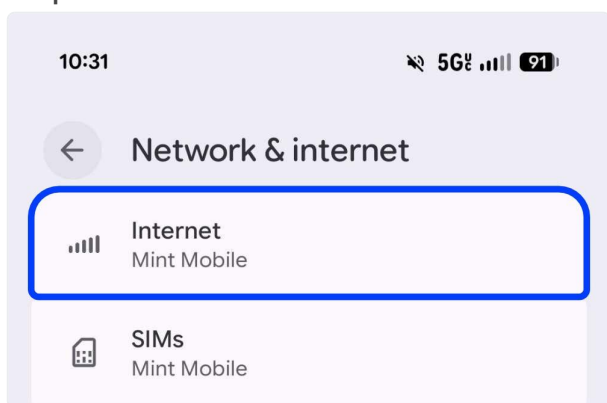 10:31 5G 91
Network & internet
Internet
Mint Mobile
SIMs
Mint Mobile